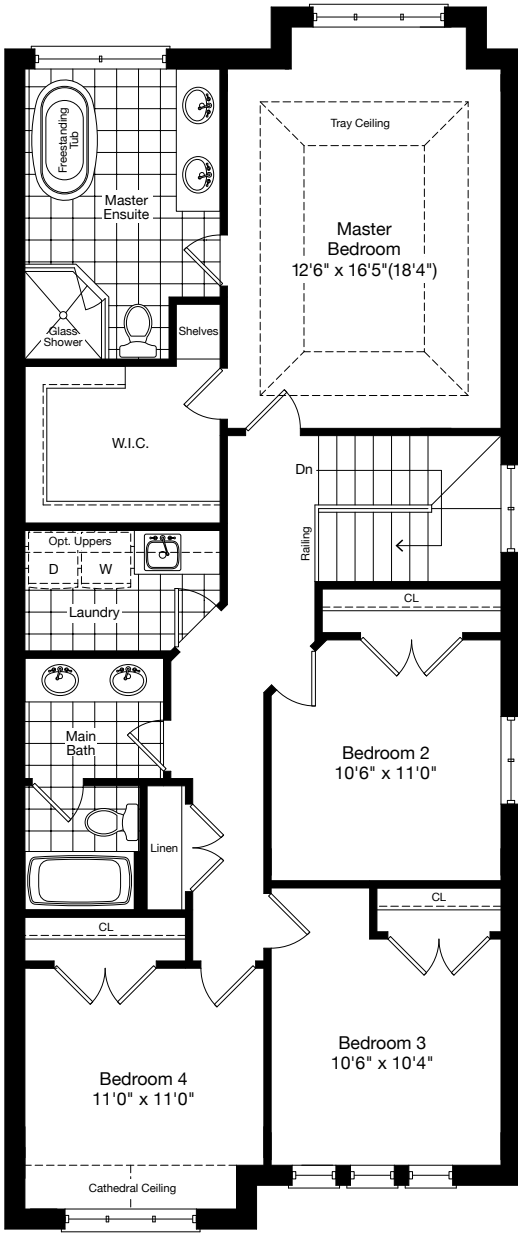 Tray Ceiling
Freestanding
Tub
Master
Ensuite
Master
Bedroom
12'6" x 16'5"(18'4")
Glass
Shower
Shelves
W.I.C.
Dn
Railing
Opt. Uppers
D
W
Laundry
CL
Main
Bath
Bedroom 2
10'6" x 11'0"
Linen
CL
CL
Bedroom 3
10'6" x 10'4"
Bedroom 4
11'0" x 11'0"
Cathedral Ceiling